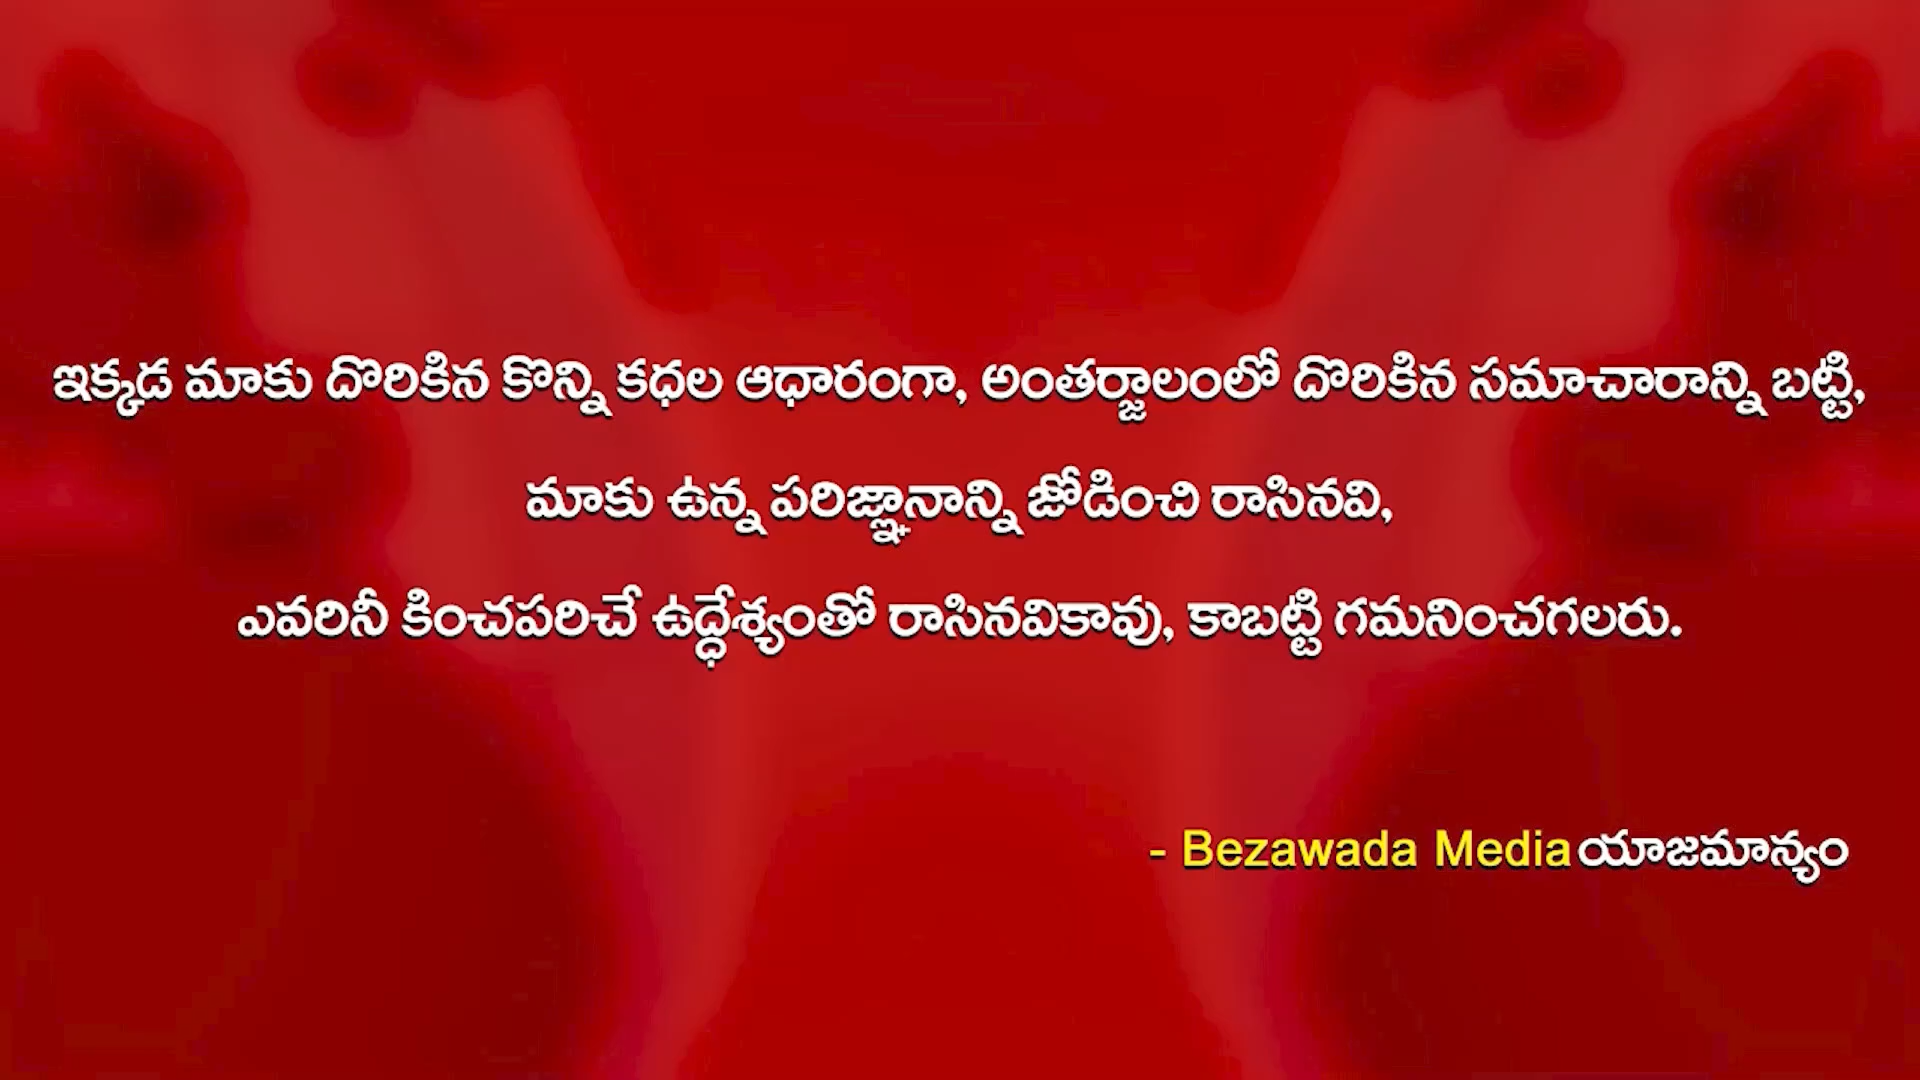 ఇక్కడ మాకు దొరికిన కొన్ని కధల ఆధారంగా, అంతర్జాలంలో దొరికిన సమాచారాన్ని బట్టి,
మాకు ఉన్న పరిజ్ఞానాన్ని జోడించి రాసినవి,
ఎవరినీ కించపరిచే ఉద్ధేశ్యంతో రాసినవికావు, కాబట్టి గమనించగలరు.
- Bezawada Media యాజమాన్యం